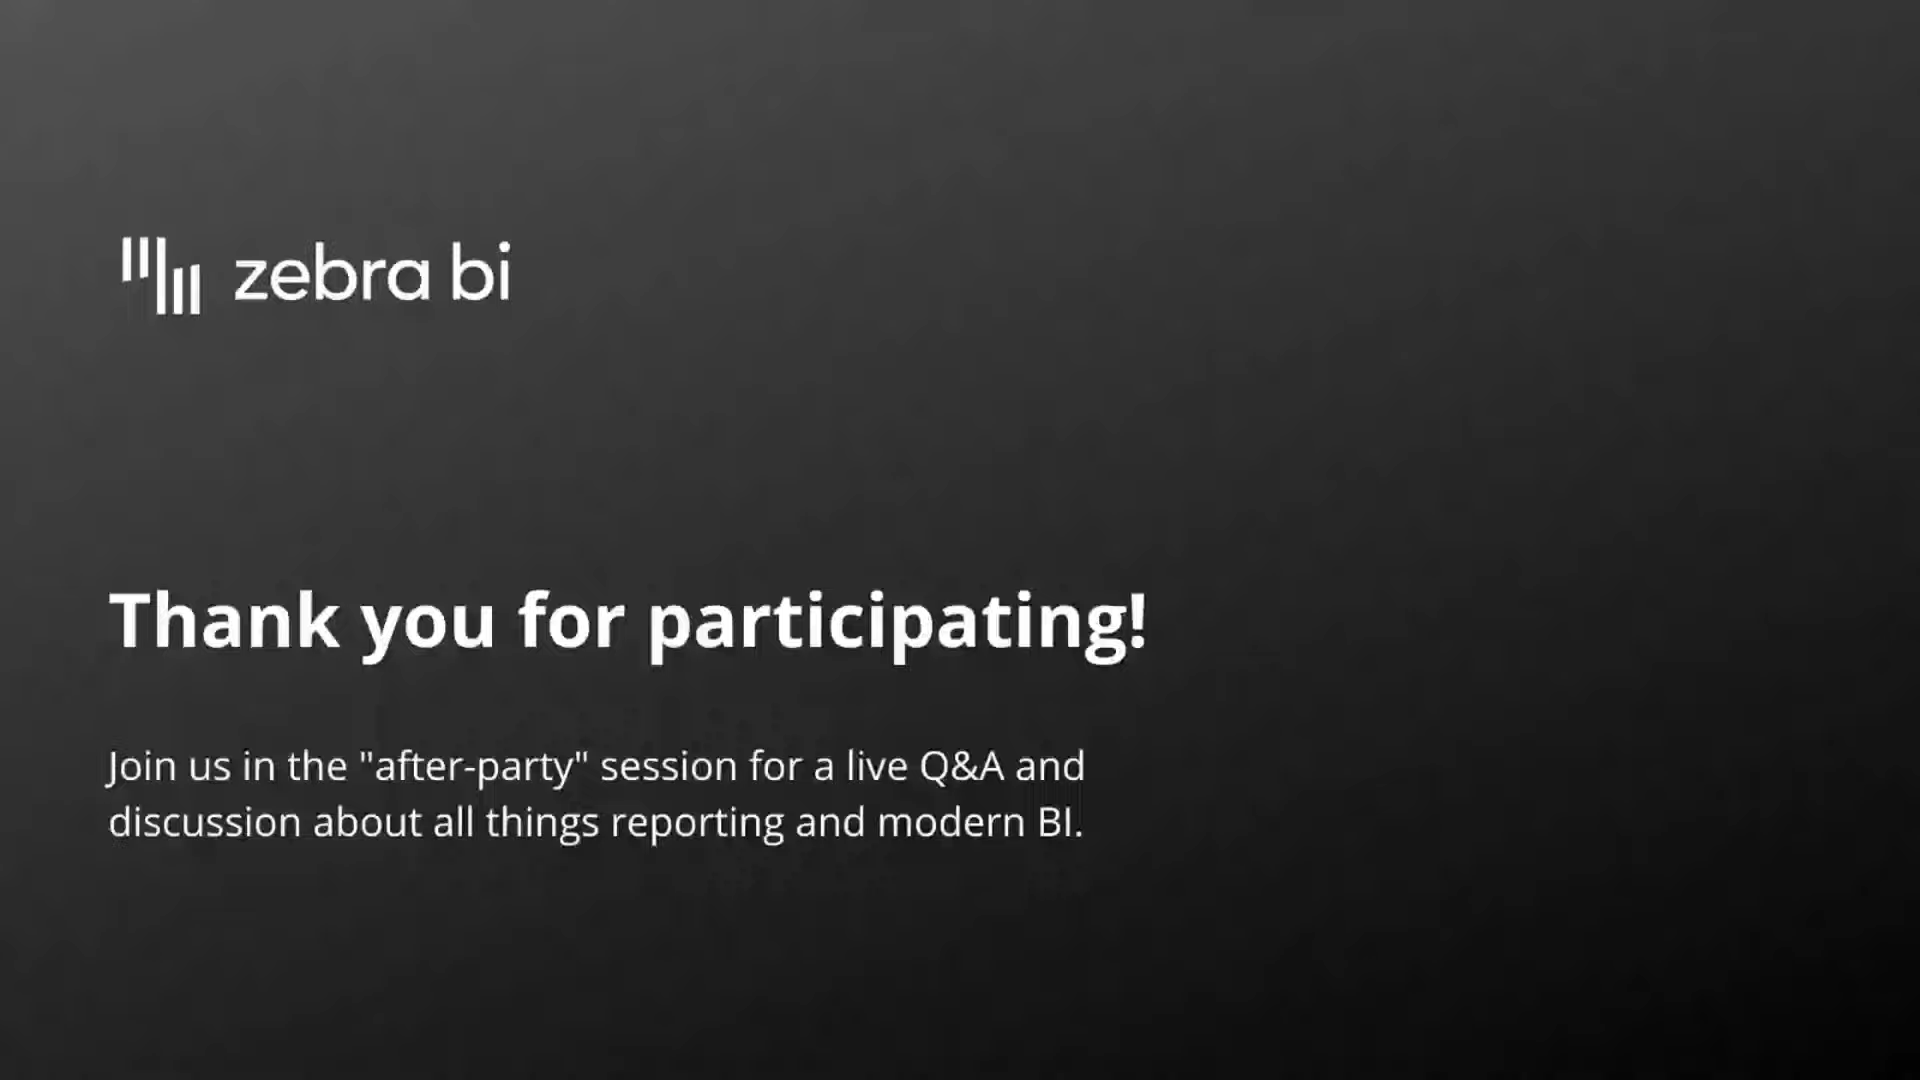 zebra bi
Thank you for participating!
Join us in the "after-party" session for a live Q&A and
discussion about all things reporting and modern BI.